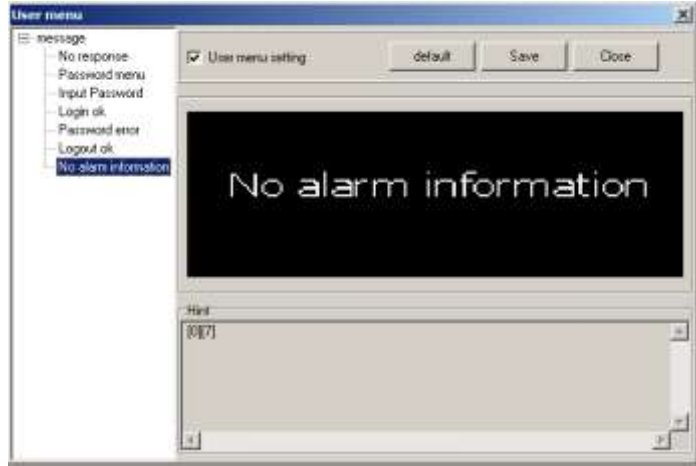 User menu
message
No response
Password menu
Input Password
Login ok
Password error
Logout ok
No alarm information
User menu setting
default
Save
Close
No alarm information
Hint
[0][7]